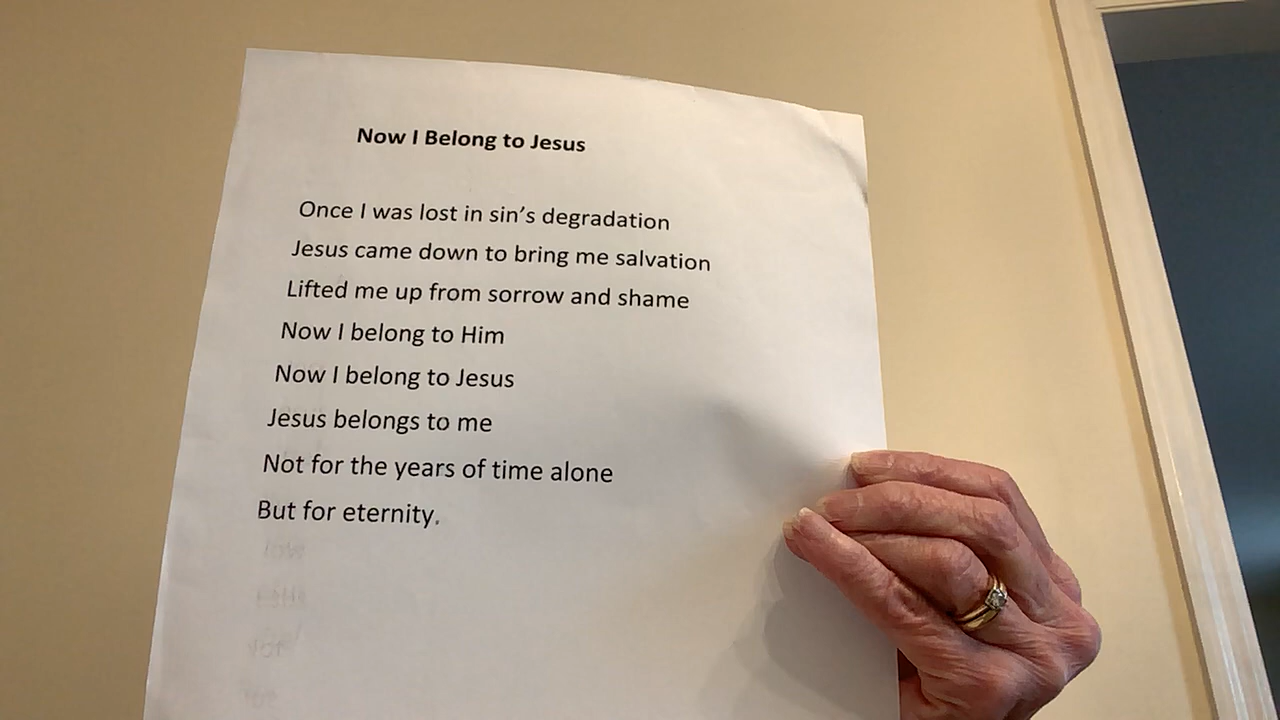 Now I Belong to Jesus
Once I was lost in sin’s degradation
Jesus came down to bring me salvation
Lifted me up from sorrow and shame
Now I belong to Him
Now I belong to Jesus
Jesus belongs to me
Not for the years of time alone
But for eternity.